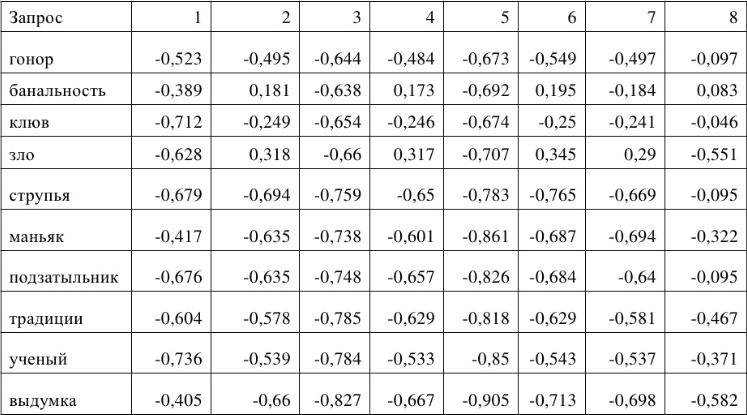 Запрос 1 2 3 4 5 6 7 8
гонор -0,523 -0,495 -0,644 -0,484 -0,673 -0,549 -0,497 -0,097
банальность -0,389 0,181 -0,638 0,173 -0,692 0,195 -0,184 0,083
клюв -0,712 -0,249 -0,654 -0,246 -0,674 -0,25 -0,241 -0,046
зло -0,628 0,318 -0,66 0,317 -0,707 0,345 0,29 -0,551
струпья -0,679 -0,694 -0,759 -0,65 -0,783 -0,765 -0,669 -0,095
маньяк -0,417 -0,635 -0,738 -0,601 -0,861 -0,687 -0,694 -0,322
подзатыльник -0,676 -0,635 -0,748 -0,657 -0,826 -0,684 -0,64 -0,095
традиции -0,604 -0,578 -0,785 -0,629 -0,818 -0,629 -0,581 -0,467
ученый -0,736 -0,539 -0,784 -0,533 -0,85 -0,543 -0,537 -0,371
выдумка -0,405 -0,66 -0,827 -0,667 -0,905 -0,713 -0,698 -0,582